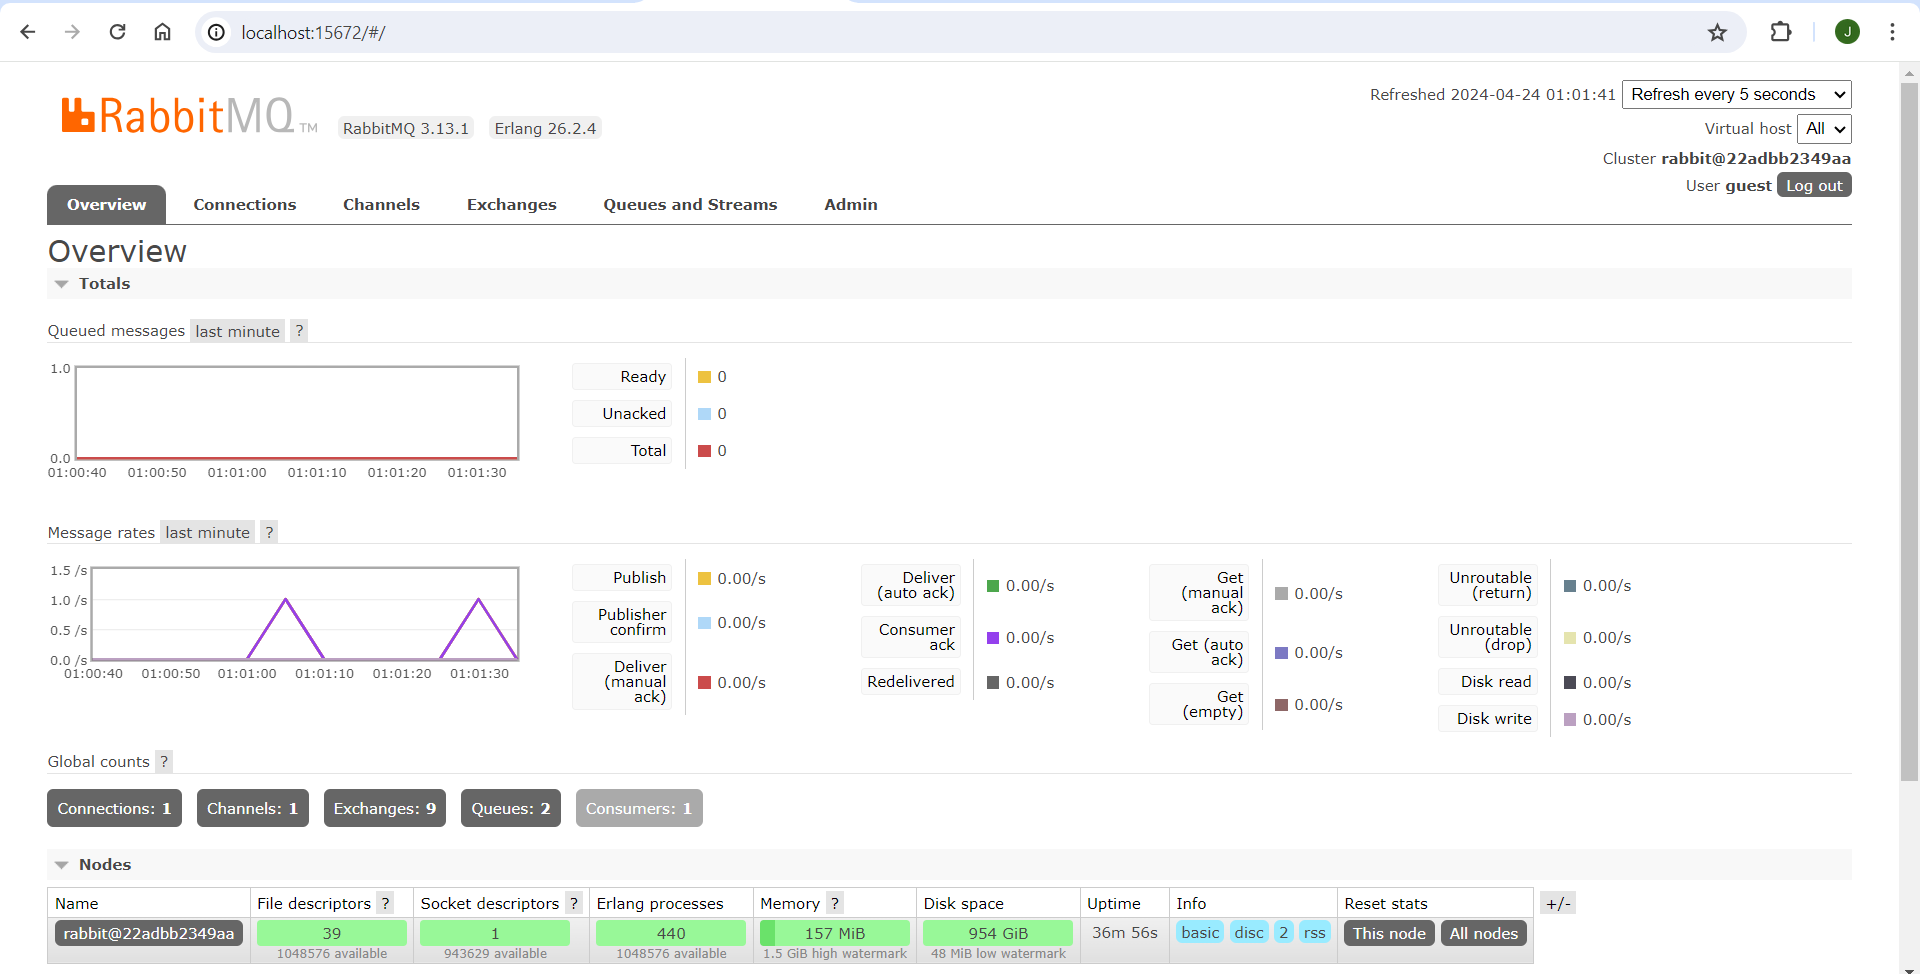 localhost:15672/#/
J
RabbitMQ TM
RabbitMQ 3.13.1
Erlang 26.2.4
Refreshed 2024-04-24 01:01:41
Refresh every 5 seconds
Virtual host All
Cluster rabbit@22adbb2349aa
User guest Log out
Overview Connections Channels Exchanges Queues and Streams Admin
Overview
Totals
Queued messages last minute ?
1.0
0.0
01:00:40 01:00:50 01:01:00 01:01:10 01:01:20 01:01:30
Ready 0
Unacked 0
Total 0
Message rates last minute ?
1.5 /s
1.0 /s
0.5 /s
0.0 /s
01:00:40 01:00:50 01:01:00 01:01:10 01:01:20 01:01:30
Publish 0.00/s
Publisher
confirm 0.00/s
Deliver
(manual
ack) 0.00/s
Deliver
(auto ack) 0.00/s
Consumer
ack 0.00/s
Redelivered 0.00/s
Get
(manual
ack) 0.00/s
Get (auto
ack) 0.00/s
Get
(empty) 0.00/s
Unroutable
(return) 0.00/s
Unroutable
(drop) 0.00/s
Disk read 0.00/s
Disk write 0.00/s
Global counts ?
Connections: 1 Channels: 1 Exchanges: 9 Queues: 2 Consumers: 1
Nodes
Name File descriptors ? Socket descriptors ? Erlang processes Memory ? Disk space Uptime Info Reset stats +/-
rabbit@22adbb2349aa 39 1 440 157 MiB 954 GiB 36m 56s basic disc 2 rss This node All nodes
1048576 available 943629 available 1048576 available 1.5 GiB high watermark 48 MiB low watermark